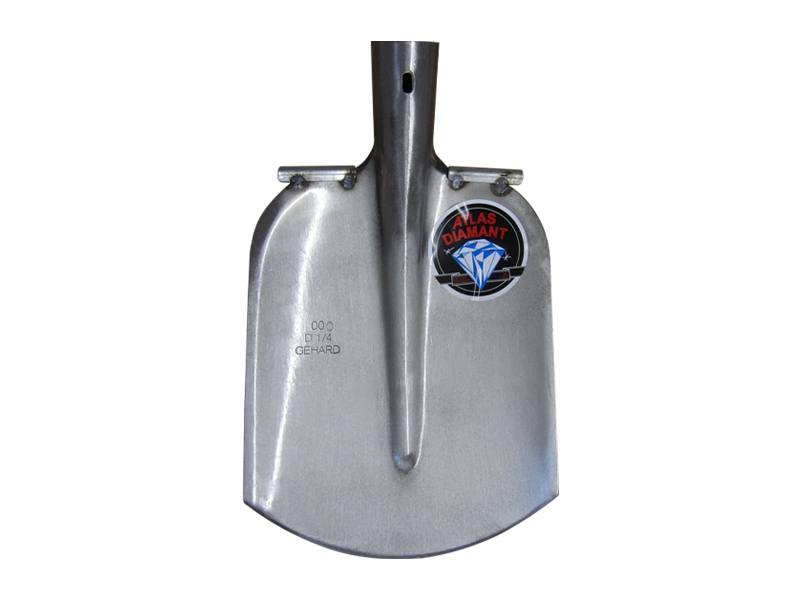 ATLAS
DIAMANT
000
D 1/4
GEHARD